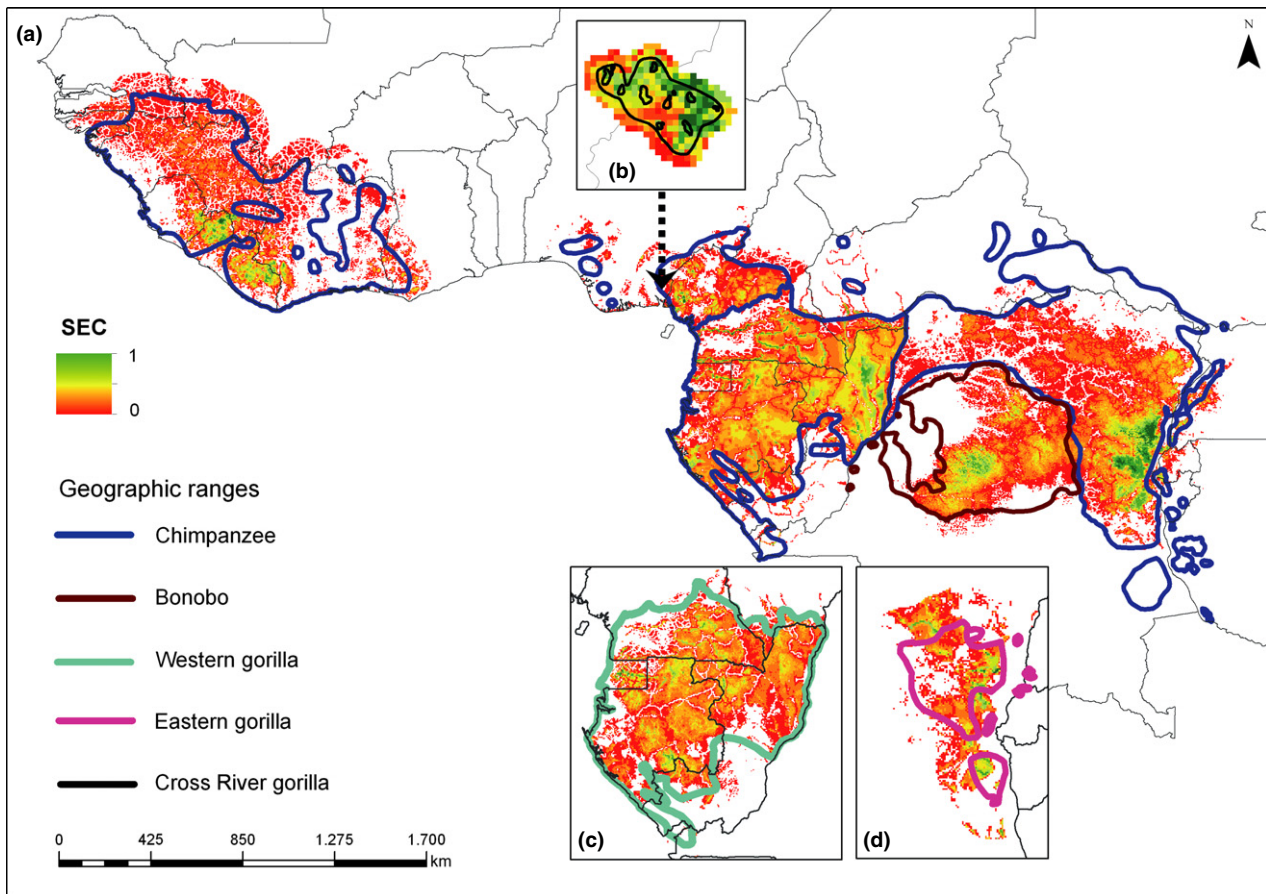 (a)
N
(b)
SEC
1
0
Geographic ranges
Chimpanzee
Bonobo
Western gorilla
Eastern gorilla
Cross River gorilla
0 425 850 1.275 1.700
km
(c)
(d)